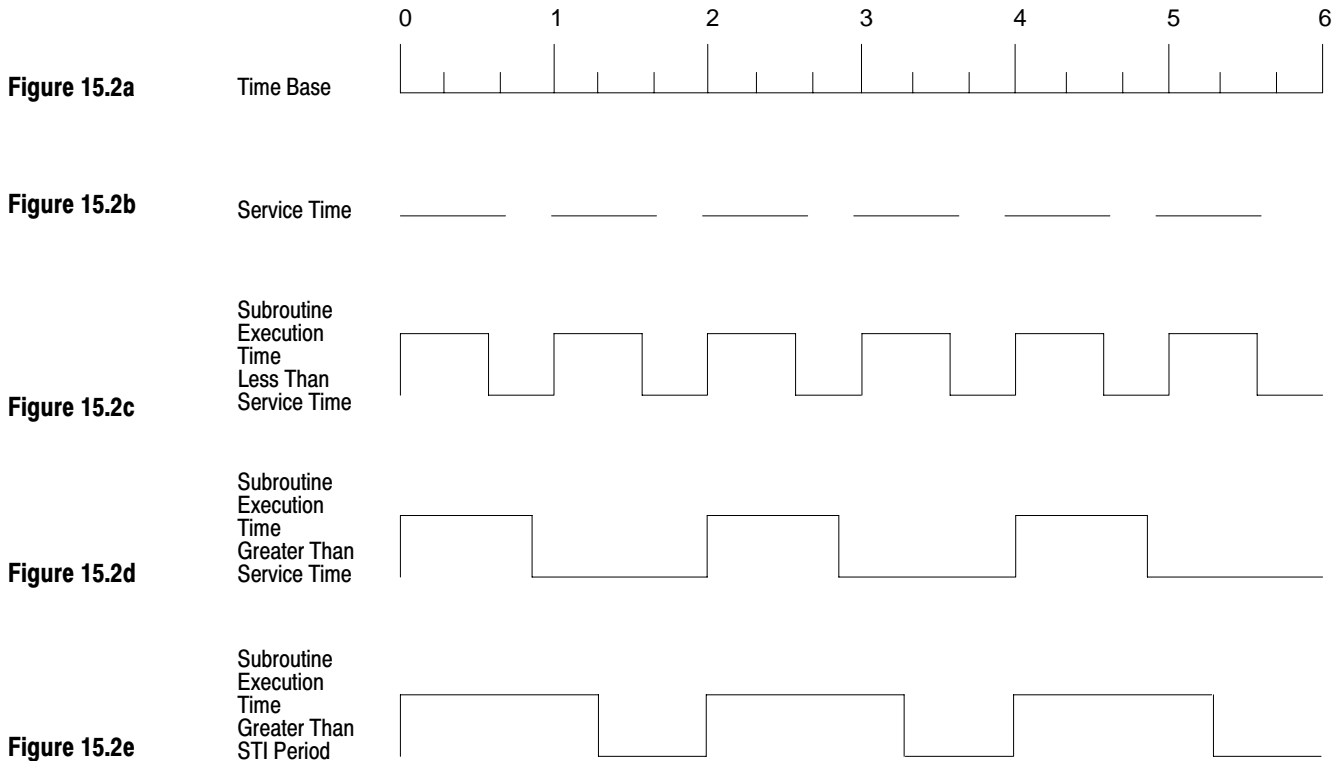 0 1 2 3 4 5 6
Figure 15.2a
Time Base
Figure 15.2b
Service Time
Subroutine
Execution
Time
Less Than
Service Time
Figure 15.2c
Subroutine
Execution
Time
Greater Than
Service Time
Figure 15.2d
Subroutine
Execution
Time
Greater Than
STI Period
Figure 15.2e